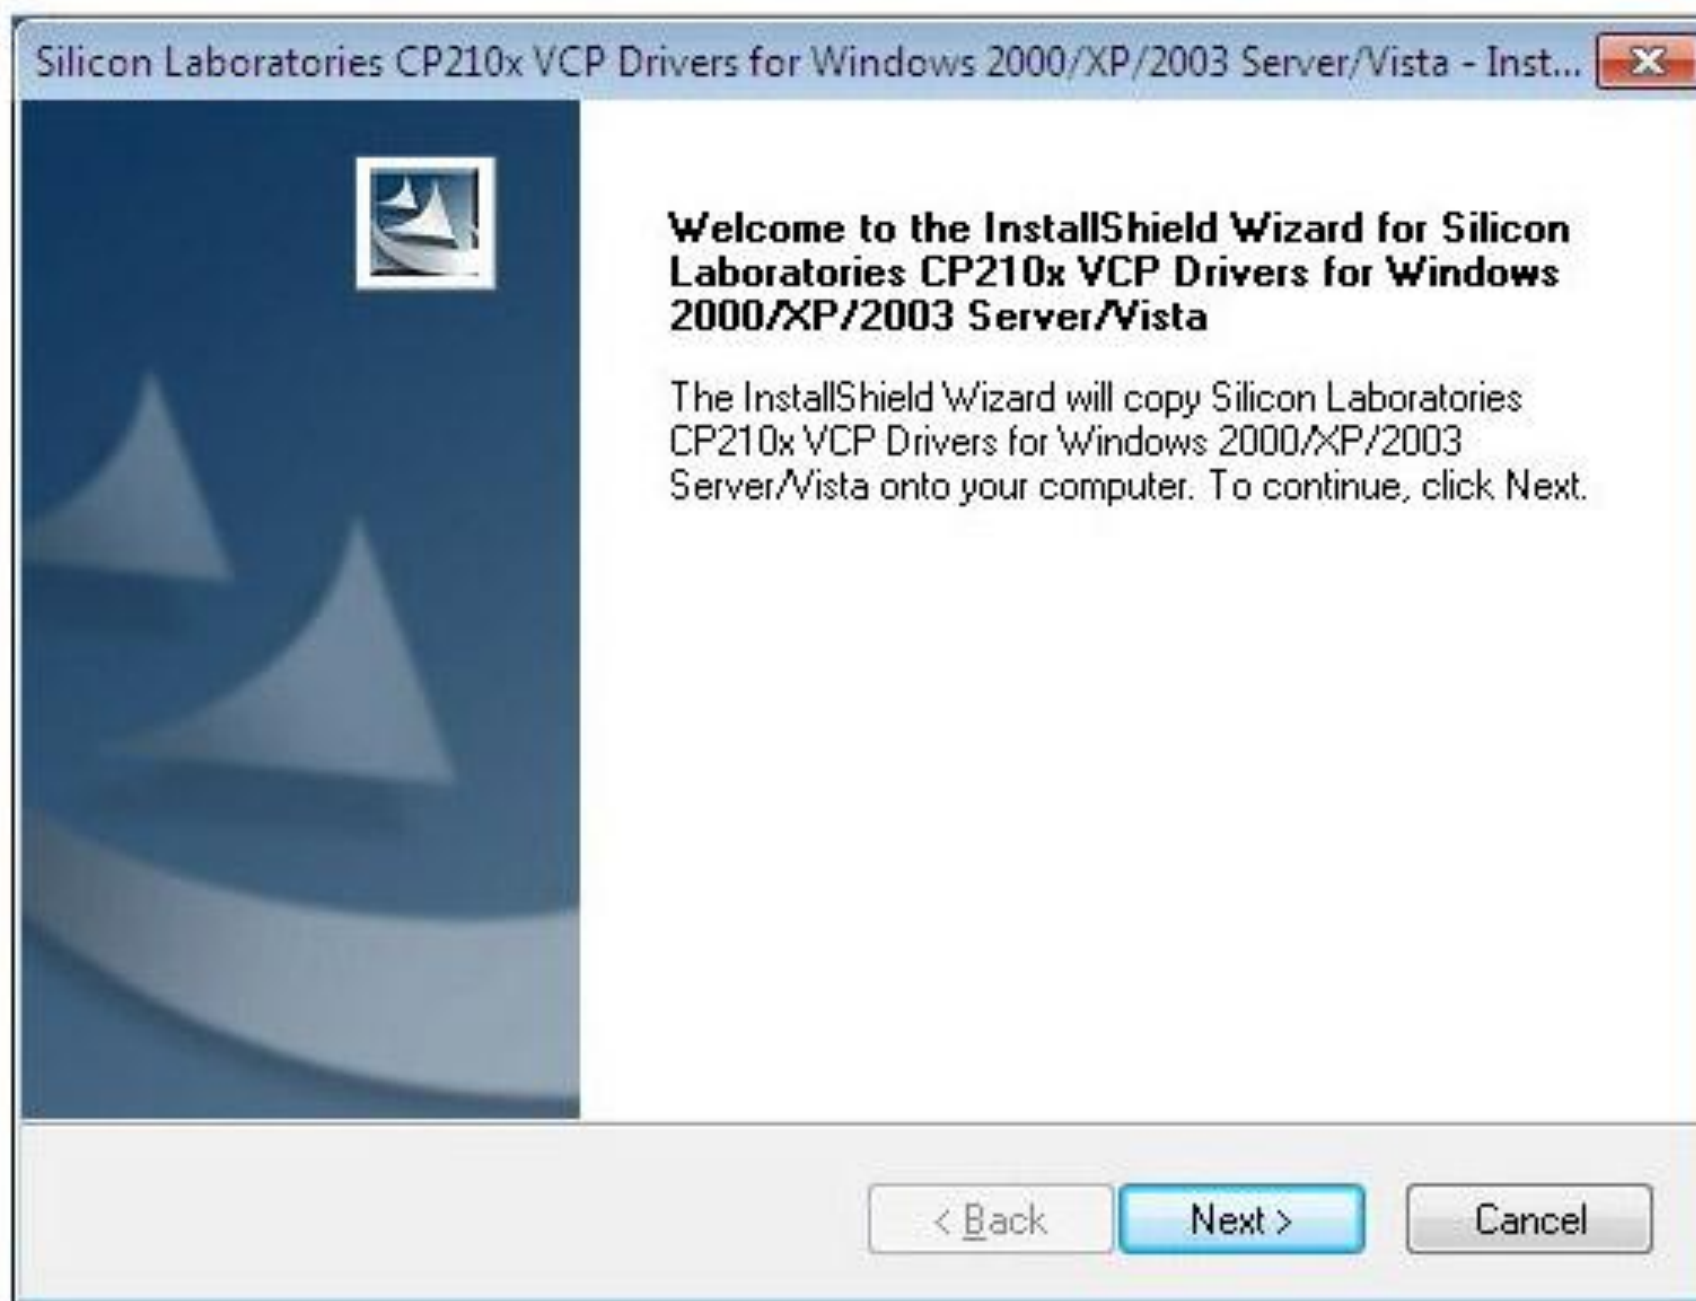 Silicon Laboratories CP210x VCP Drivers for Windows 2000/XP/2003 Server/Vista - Inst...
Welcome to the InstallShield Wizard for Silicon
Laboratories CP210x VCP Drivers for Windows
2000/XP/2003 Server/Vista
The InstallShield Wizard will copy Silicon Laboratories
CP210x VCP Drivers for Windows 2000/XP/2003
Server/Vista onto your computer. To continue, click Next.
< Back
Next >
Cancel